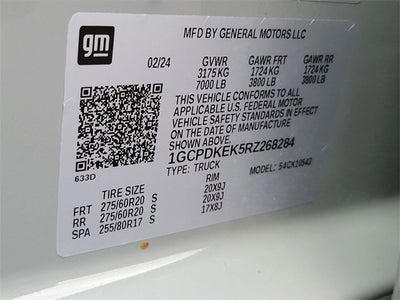 gm
MFD BY GENERAL MOTORS LLC
02/24 GVWR GAWR FRT GAWR RR
3175 KG 1724 KG 1724 KG
7000 LB 3800 LB 3800 LB
THIS VEHICLE CONFORMS TO ALL
APPLICABLE U.S. FEDERAL MOTOR
VEHICLE SAFETY STANDARDS IN EFFECT
ON THE DATE OF MANUFACTURE
SHOWN ABOVE.
1GCPDKEK5RZ268284
TYPE: TRUCK MODEL: 54CK10543
633D
TIRE SIZE RIM
FRT 275/60R20 S 20X9J
RR 275/60R20 S 20X9J
SPA 255/80R17 S 17X8J